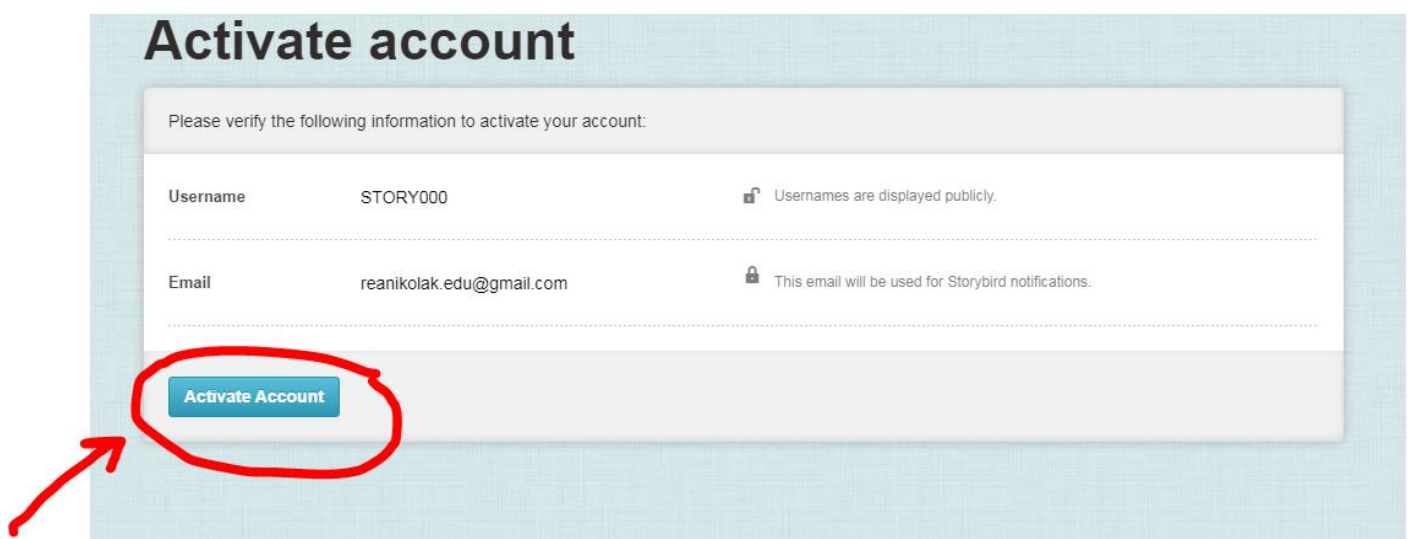 Activate account
Please verify the following information to activate your account:
Username STORY000 Usernames are displayed publicly.
Email reanikolak.edu@gmail.com This email will be used for Storybird notifications.
Activate Account